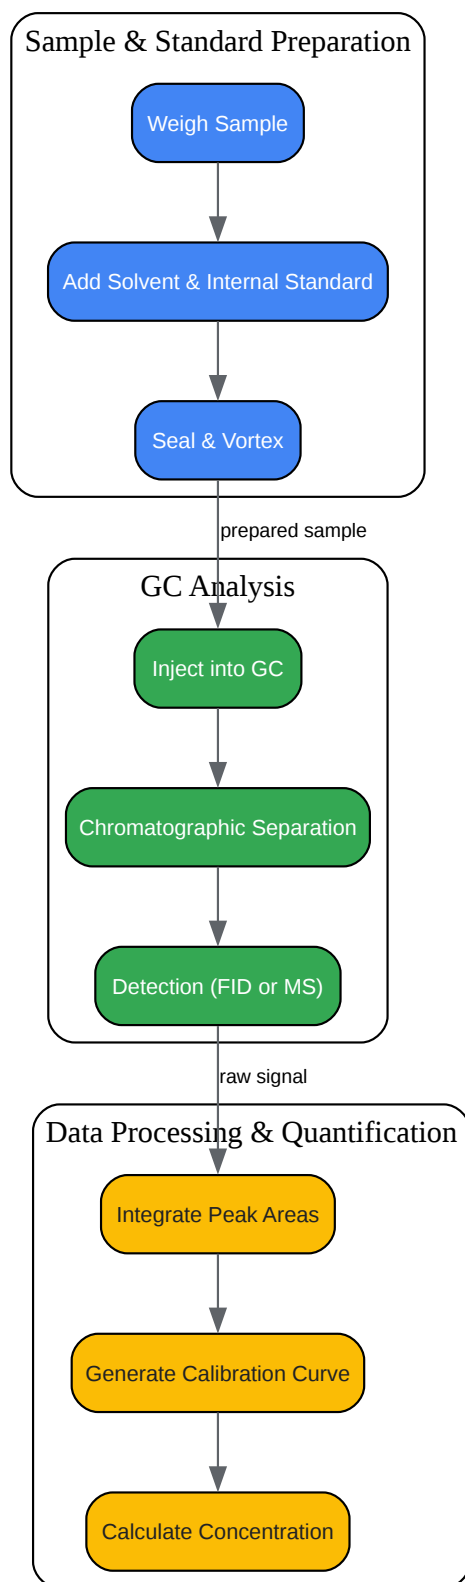 Sample & Standard Preparation
Weigh Sample
Add Solvent & Internal Standard
Seal & Vortex
prepared sample
GC Analysis
Inject into GC
Chromatographic Separation
Detection (FID or MS)
raw signal
Data Processing & Quantification
Integrate Peak Areas
Generate Calibration Curve
Calculate Concentration